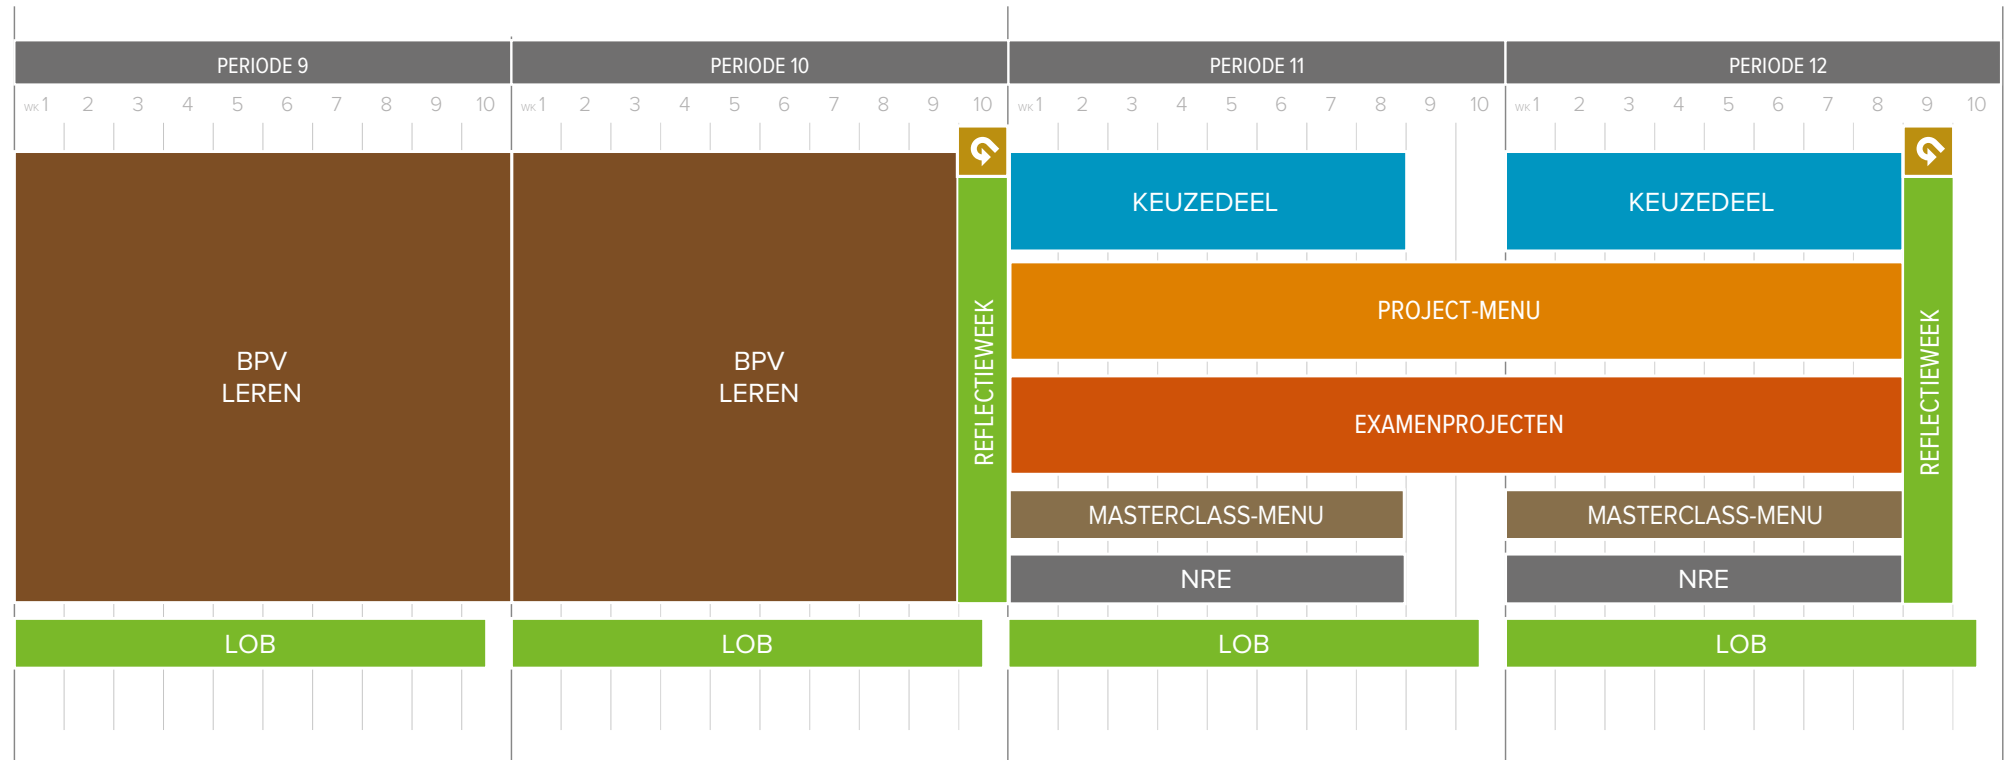 PERIODE 9 PERIODE 10 PERIODE 11 PERIODE 12
WK 1 2 3 4 5 6 7 8 9 10 WK 1 2 3 4 5 6 7 8 9 10 WK 1 2 3 4 5 6 7 8 9 10 WK 1 2 3 4 5 6 7 8 9 10
BPV
LEREN
BPV
LEREN
REFLECTIEWEEK
KEUZEDEEL KEUZEDEEL
PROJECT-MENU
EXAMENPROJECTEN
MASTERCLASS-MENU MASTERCLASS-MENU
NRE NRE
REFLECTIEWEEK
LOB LOB LOB LOB